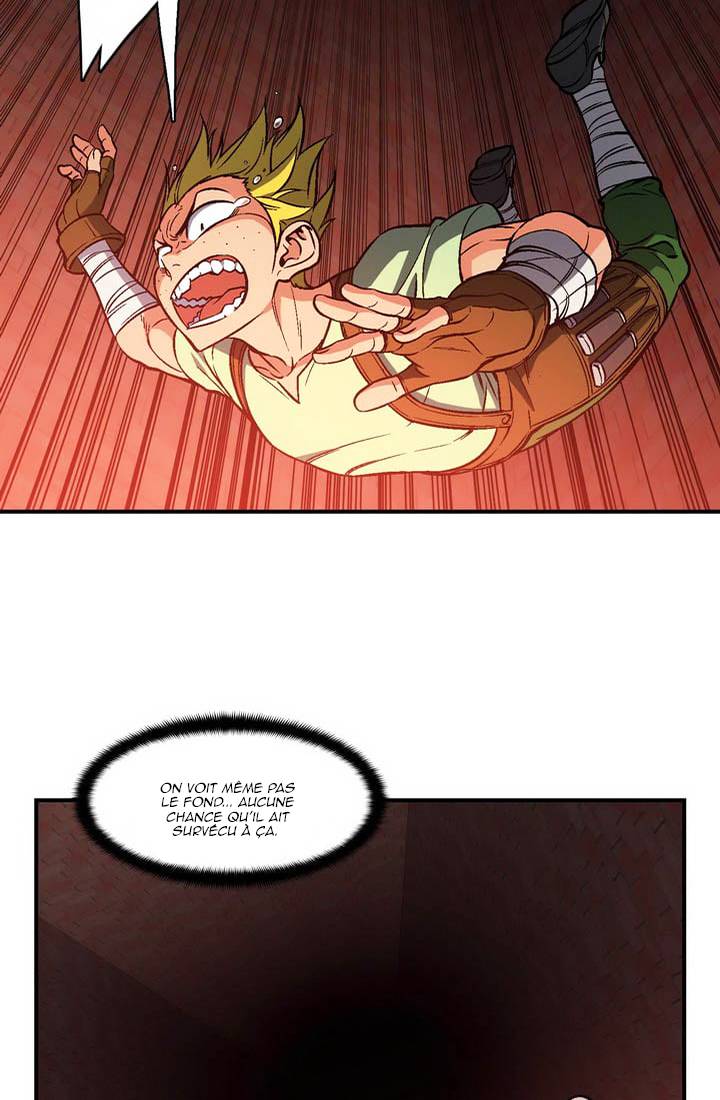 ON VOIT MÊME PAS
LE FOND... AUCUNE
CHANCE QU'IL AIT
SURVÉCU À ÇA.